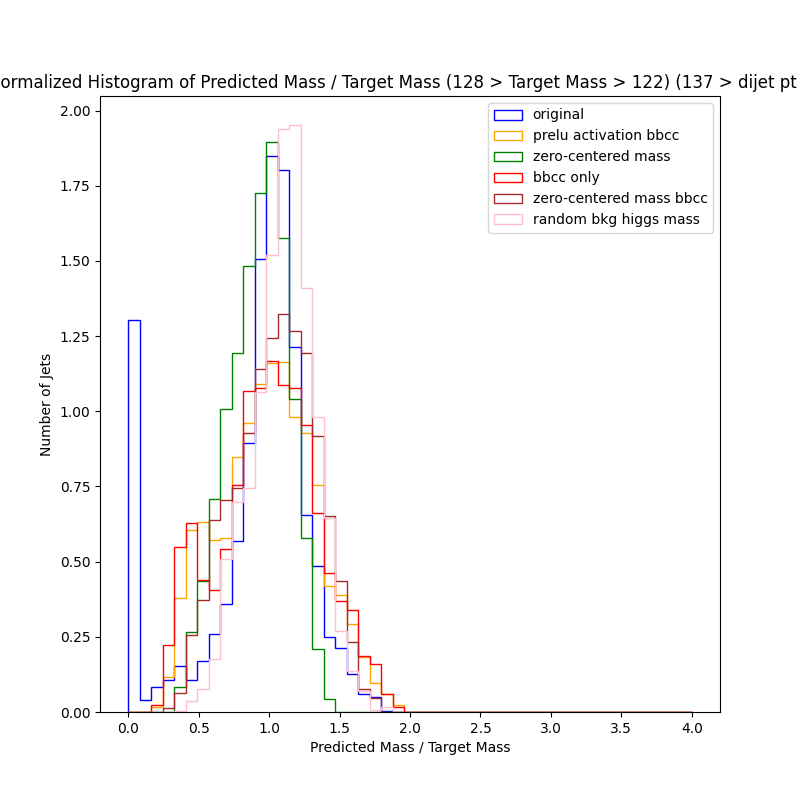 ormalized Histogram of Predicted Mass / Target Mass (128 > Target Mass > 122) (137 > dijet pt
2.00
1.75
1.50
1.25
1.00
0.75
0.50
0.25
0.00
Number of Jets
original
prelu activation bbcc
zero-centered mass
bbcc only
zero-centered mass bbcc
random bkg higgs mass
0.0 0.5 1.0 1.5 2.0 2.5 3.0 3.5 4.0
Predicted Mass / Target Mass